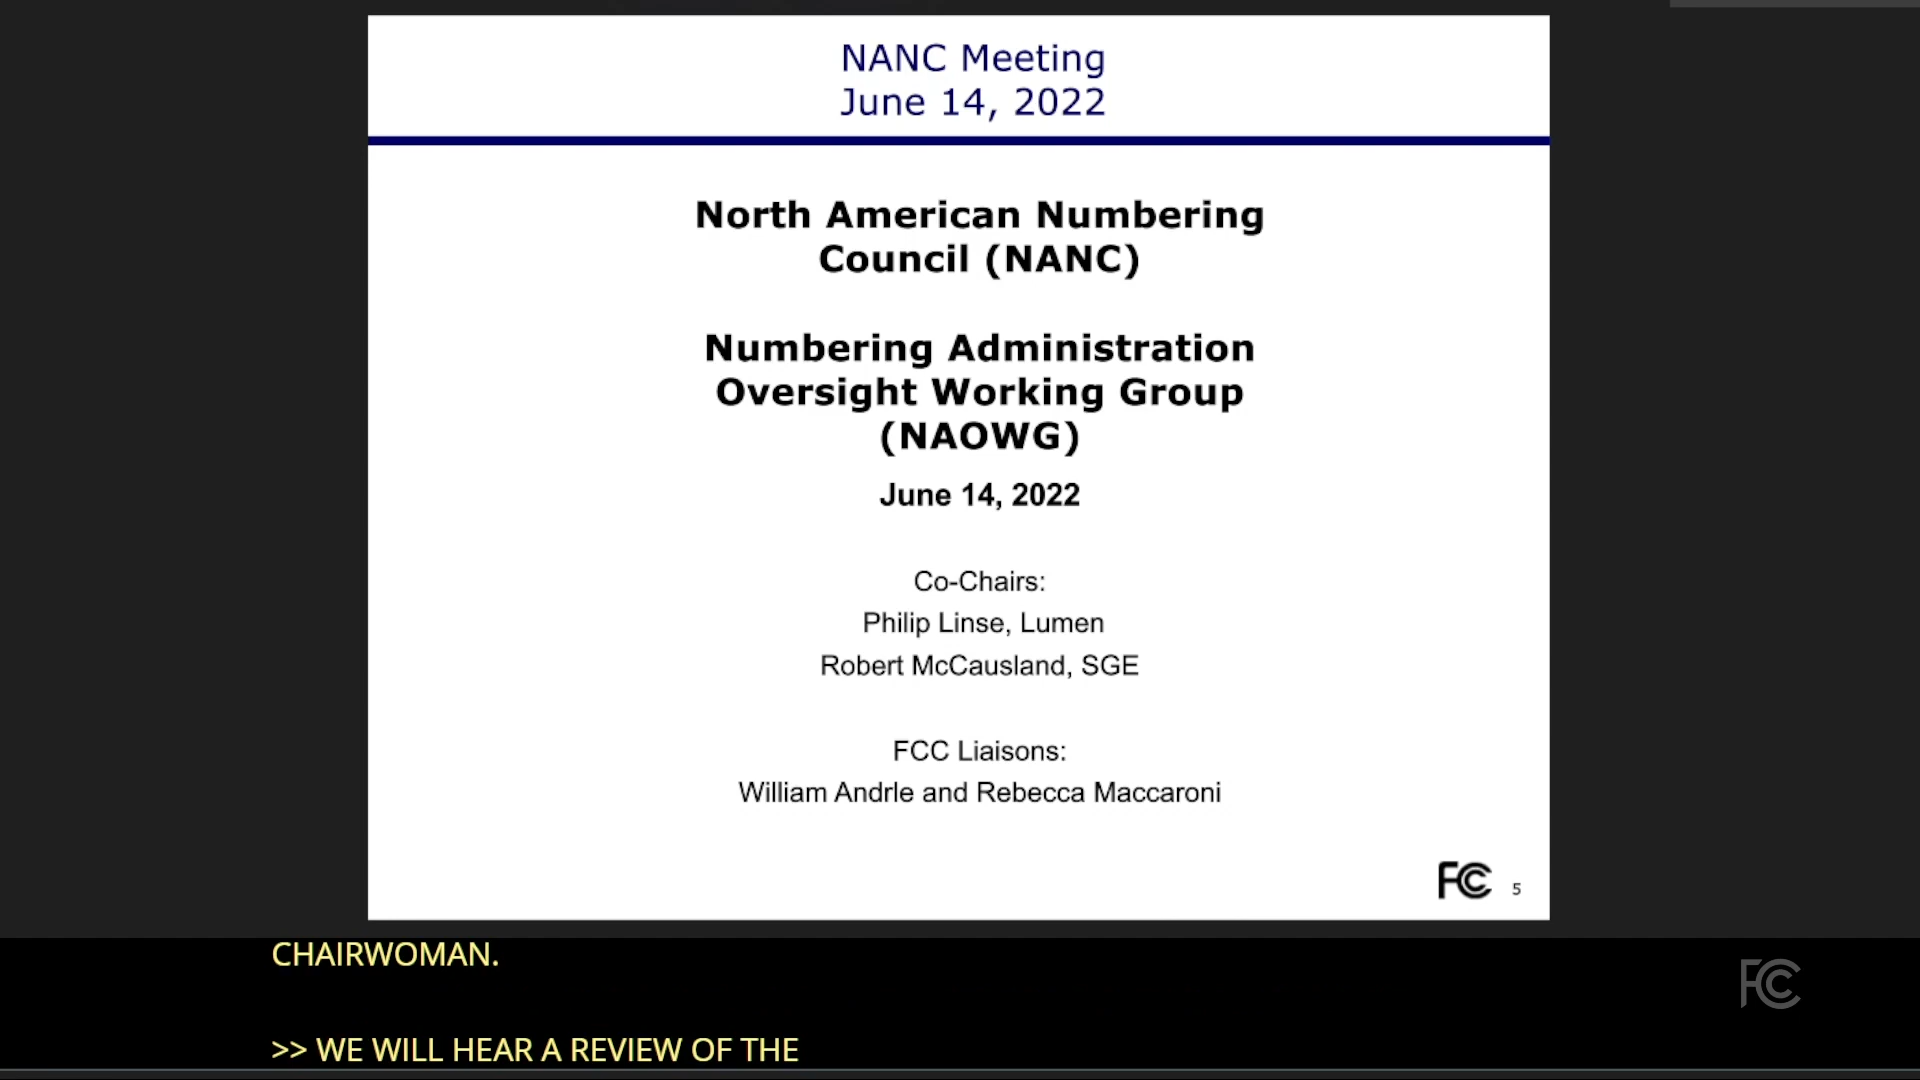 NANC Meeting
June 14, 2022
North American Numbering
Council (NANC)
Numbering Administration
Oversight Working Group
(NAOWG)
June 14, 2022
Co-Chairs:
Philip Linse, Lumen
Robert McCausland, SGE
FCC Liaisons:
William Andrle and Rebecca Maccaroni
FCC 5
CHAIRWOMAN.
FCC
>> WE WILL HEAR A REVIEW OF THE